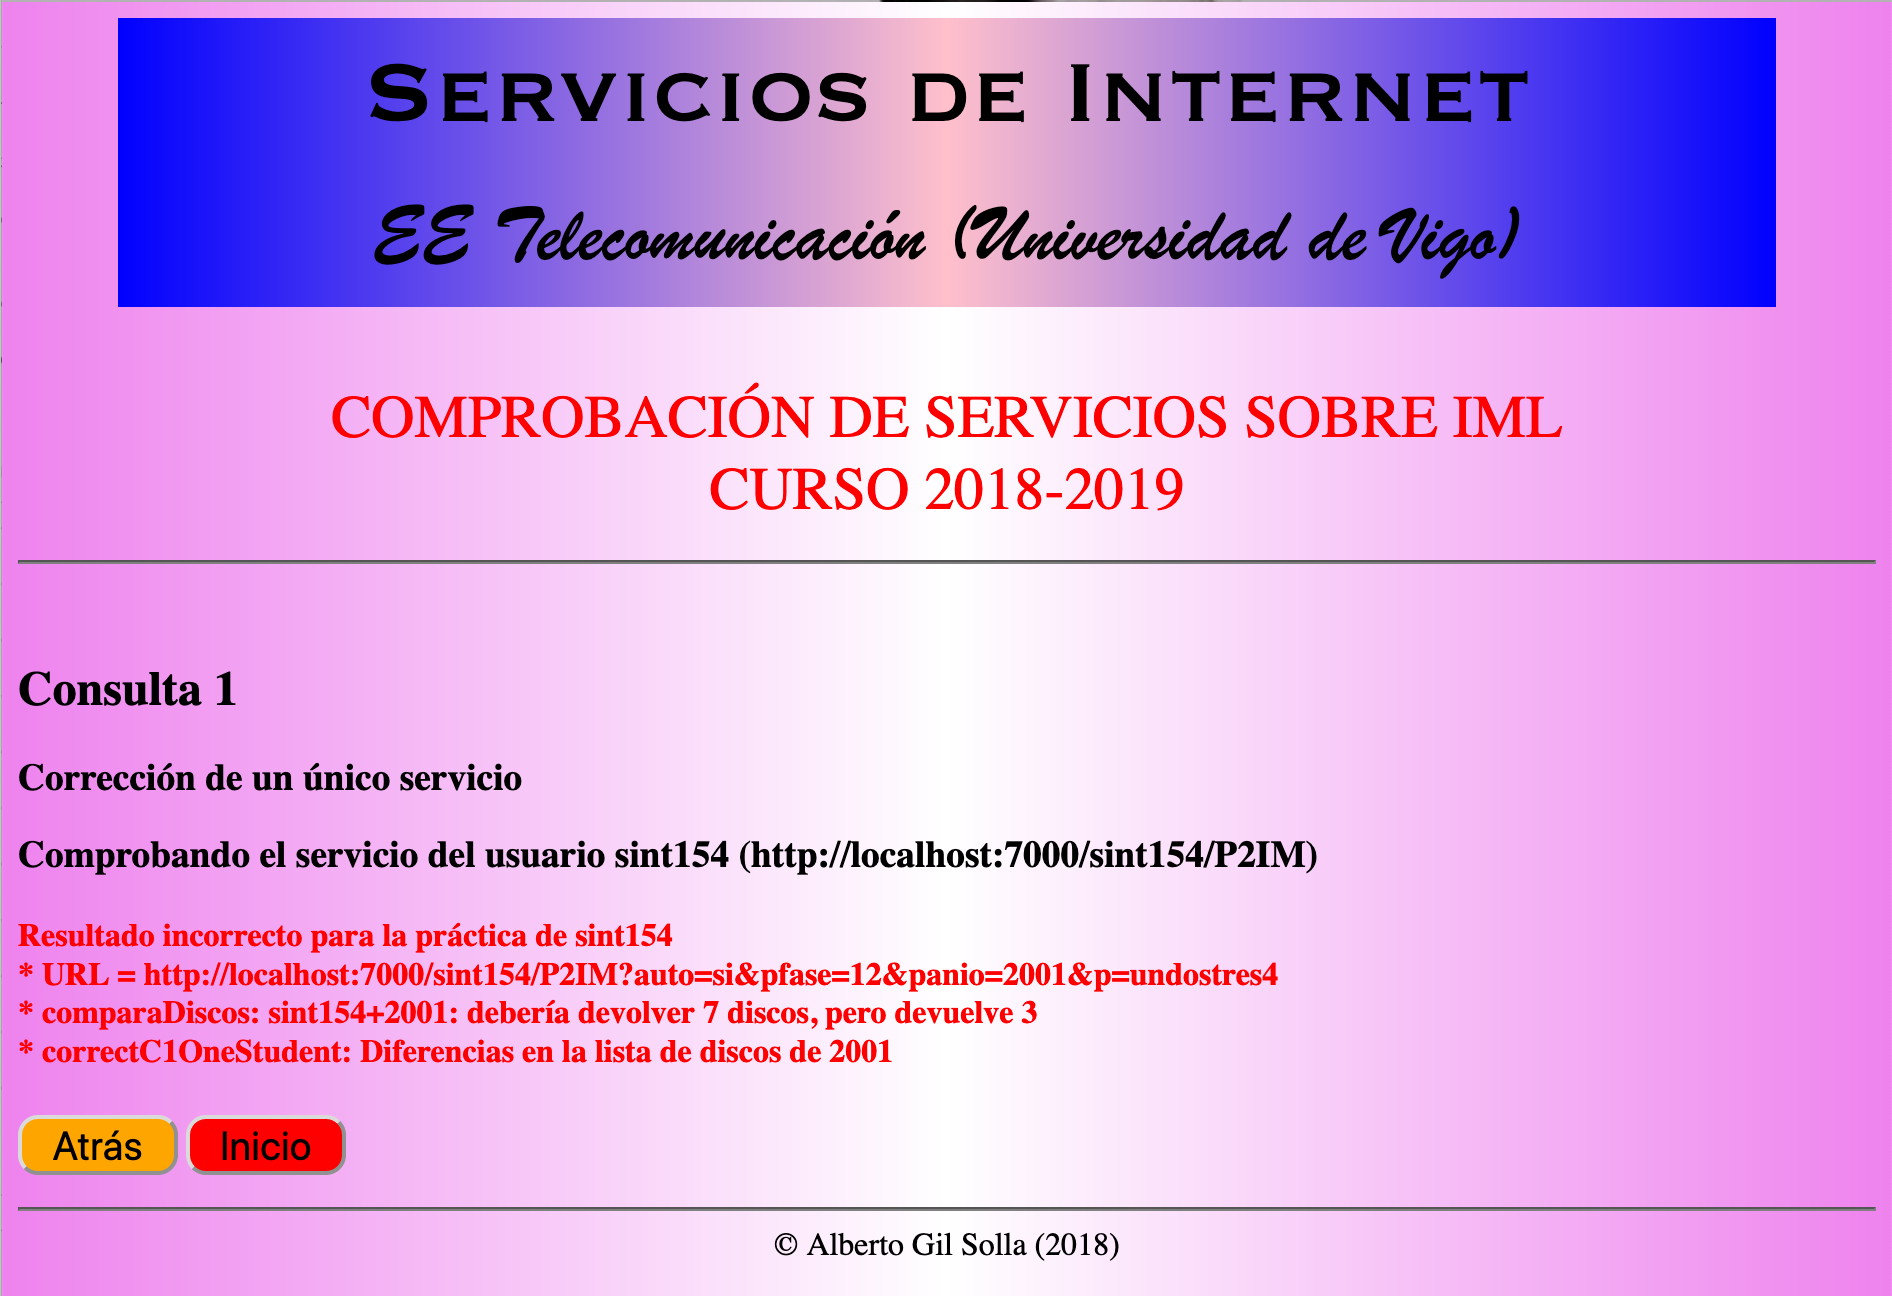 SERVICIOS DE INTERNET
EE Telecomunicación (Universidad de Vigo)
COMPROBACIÓN DE SERVICIOS SOBRE IML
CURSO 2018-2019
Consulta 1
Corrección de un único servicio
Comprobando el servicio del usuario sint154 (http://localhost:7000/sint154/P2IM)
Resultado incorrecto para la práctica de sint154
* URL = http://localhost:7000/sint154/P2IM?auto=si&pfase=12&panio=2001&p=undostres4
* comparaDiscos: sint154+2001: debería devolver 7 discos, pero devuelve 3
* correctC1OneStudent: Diferencias en la lista de discos de 2001
Atrás Inicio
© Alberto Gil Solla (2018)